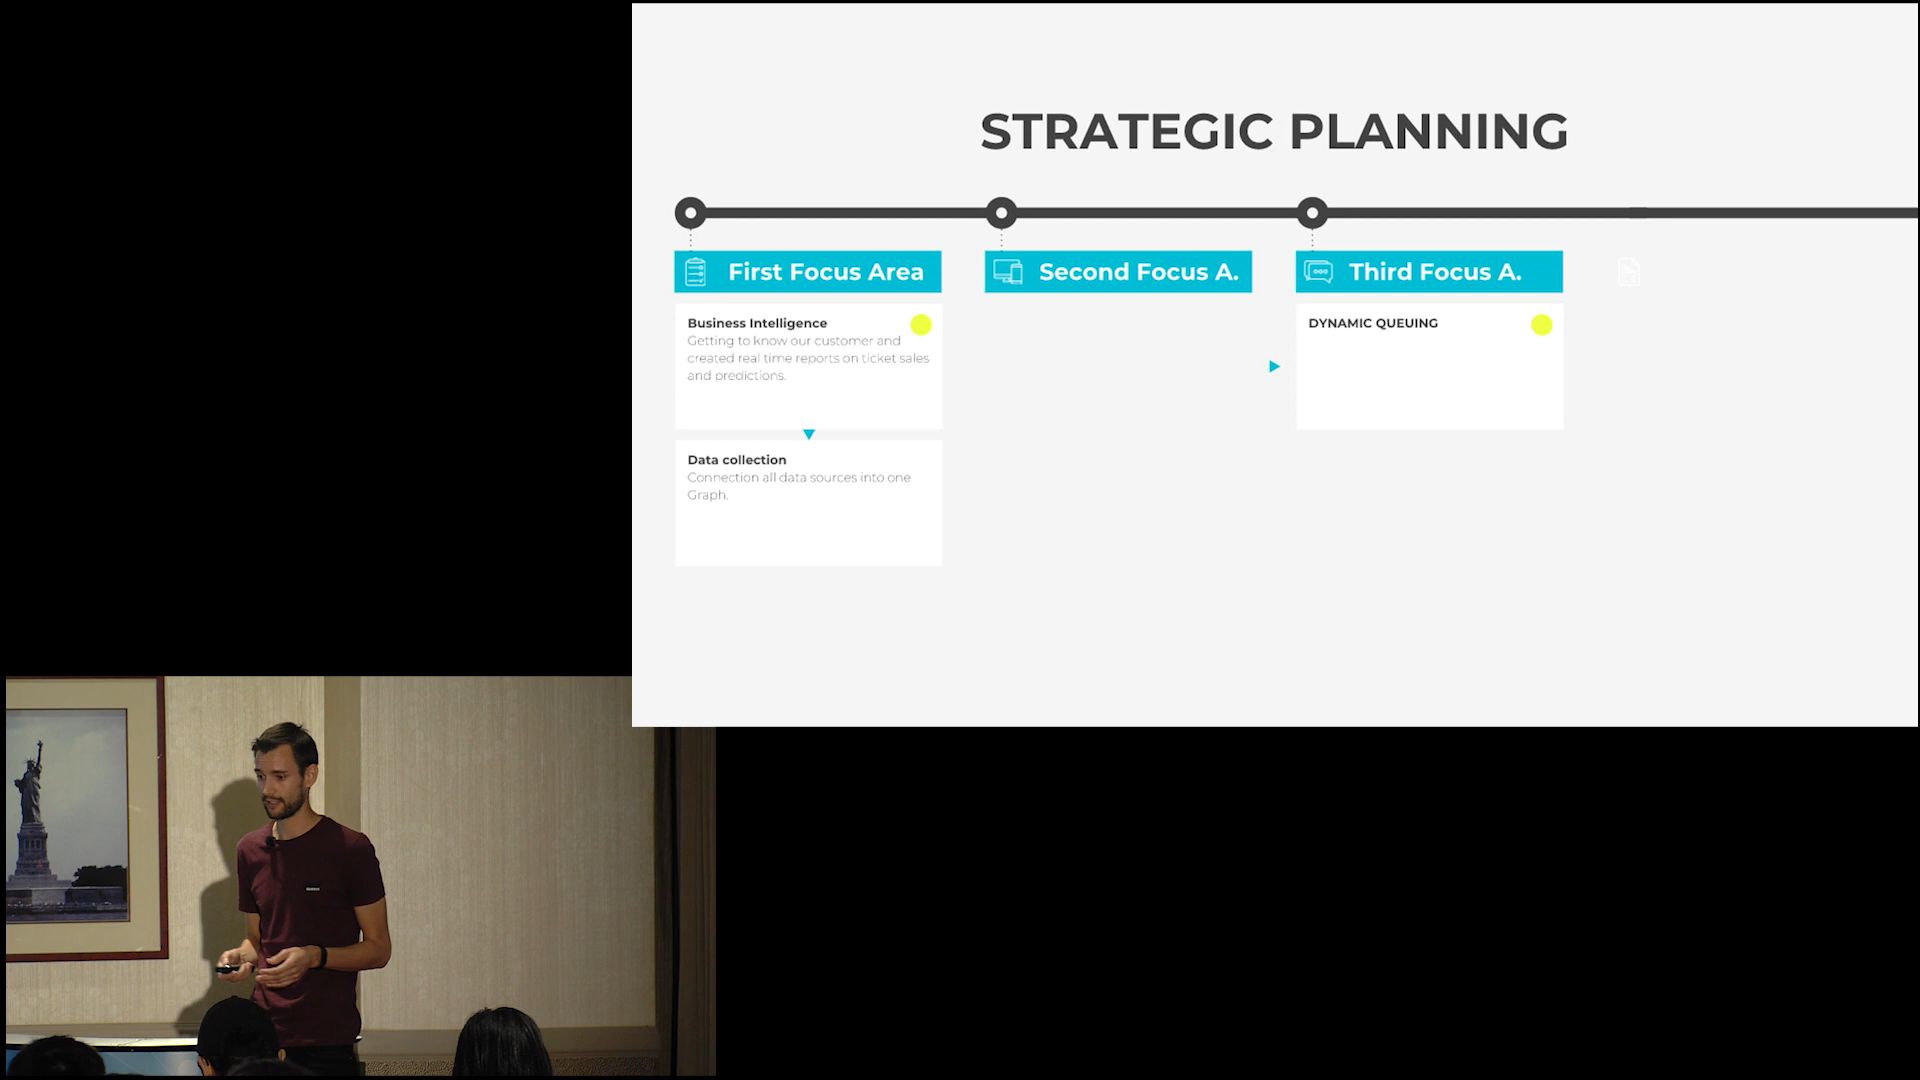 STRATEGIC PLANNING
First Focus Area
Second Focus A.
Third Focus A.
Business Intelligence
Getting to know our customer and
created real time reports on ticket sales
and predictions.
Data collection
Connection all data sources into one
Graph.
DYNAMIC QUEUING